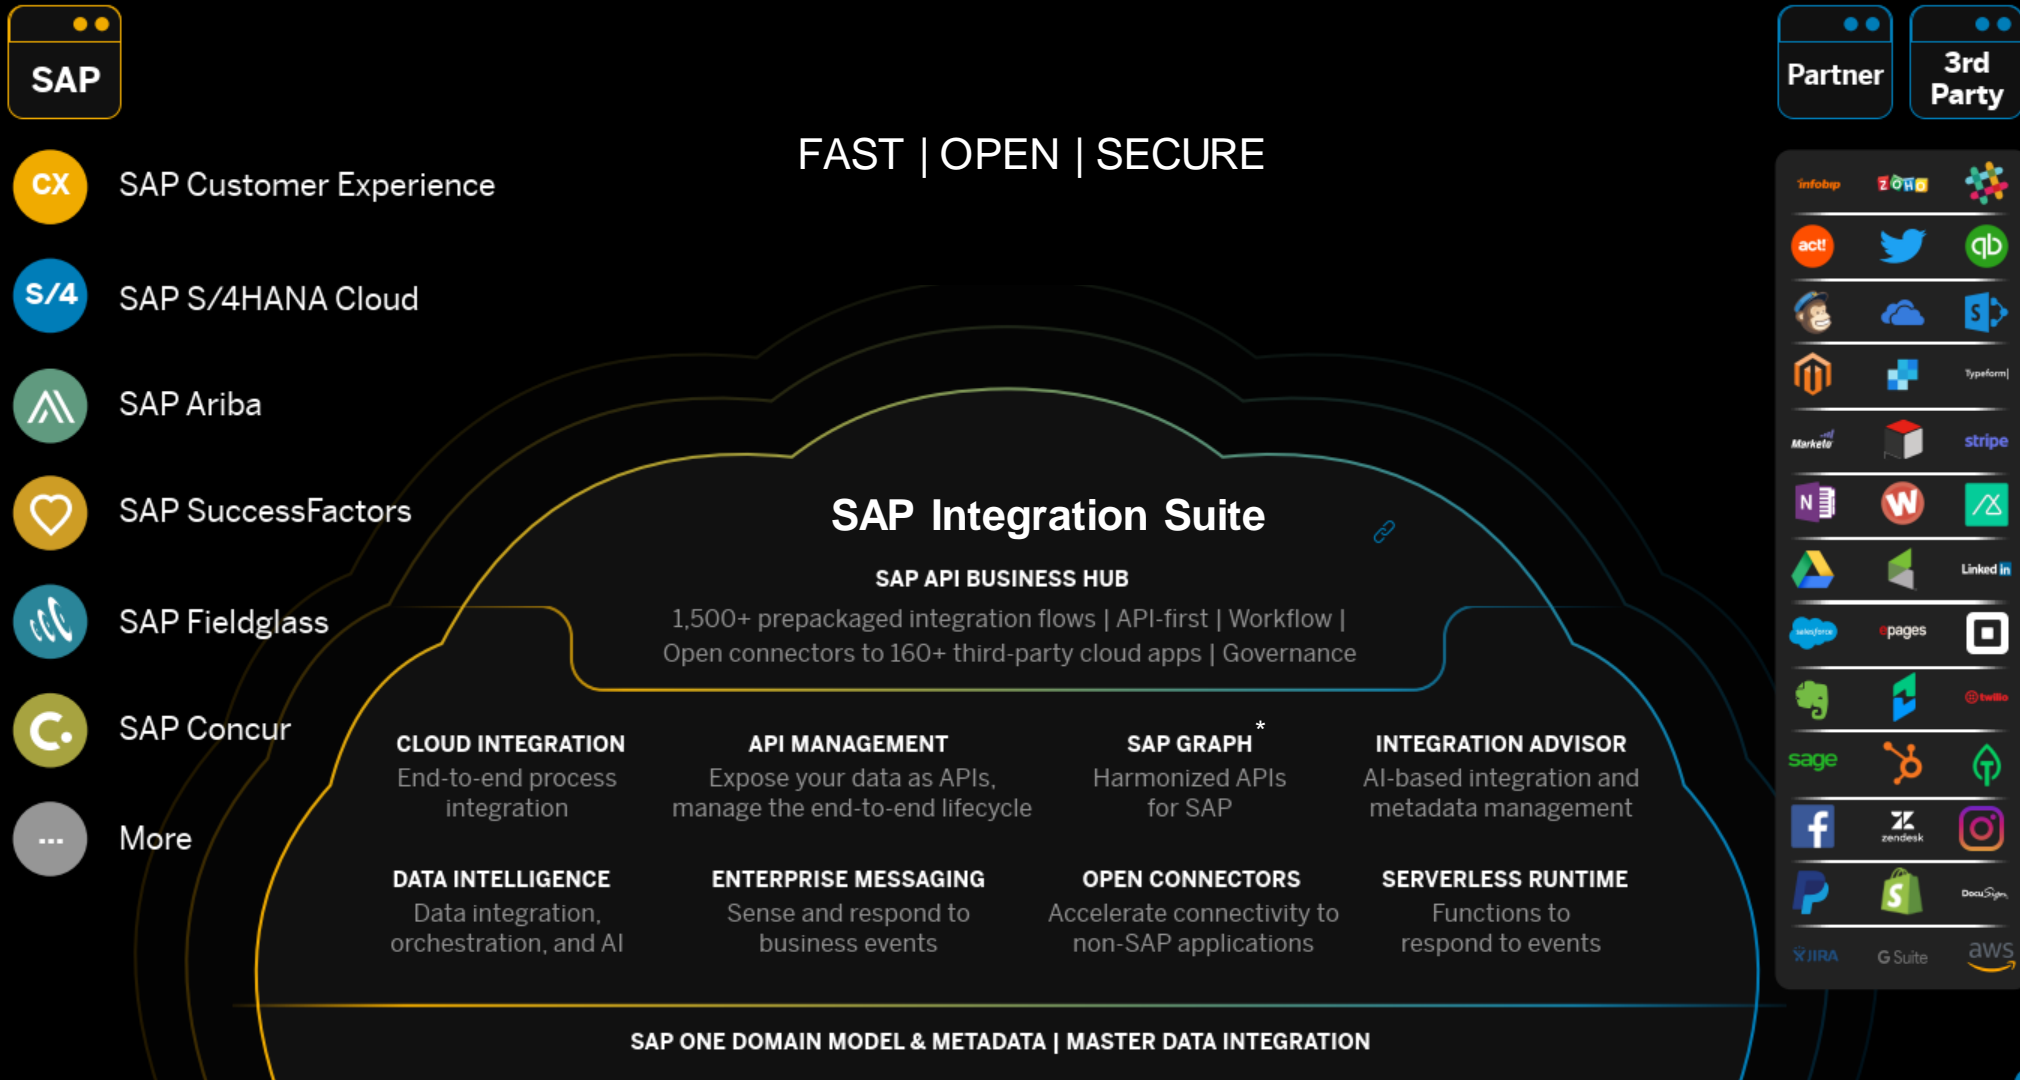 SAP
Partner
3rd
Party
FAST | OPEN | SECURE
CX
SAP Customer Experience
S/4
SAP S/4HANA Cloud
SAP Ariba
SAP SuccessFactors
SAP Fieldglass
C.
SAP Concur
...
More
SAP Integration Suite
SAP API BUSINESS HUB
1,500+ prepackaged integration flows | API-first | Workflow |
Open connectors to 160+ third-party cloud apps | Governance
CLOUD INTEGRATION
End-to-end process
integration
API MANAGEMENT
Expose your data as APIs,
manage the end-to-end lifecycle
SAP GRAPH*
Harmonized APIs
for SAP
INTEGRATION ADVISOR
AI-based integration and
metadata management
DATA INTELLIGENCE
Data integration,
orchestration, and AI
ENTERPRISE MESSAGING
Sense and respond to
business events
OPEN CONNECTORS
Accelerate connectivity to
non-SAP applications
SERVERLESS RUNTIME
Functions to
respond to events
SAP ONE DOMAIN MODEL & METADATA | MASTER DATA INTEGRATION
infobip
ZOHO
act!
qb
S
Typeform
Marketo
stripe
N
W
Linked in
salesforce
epages
twilio
sage
f
zendesk
S
DocuSign
JIRA
G Suite
aws